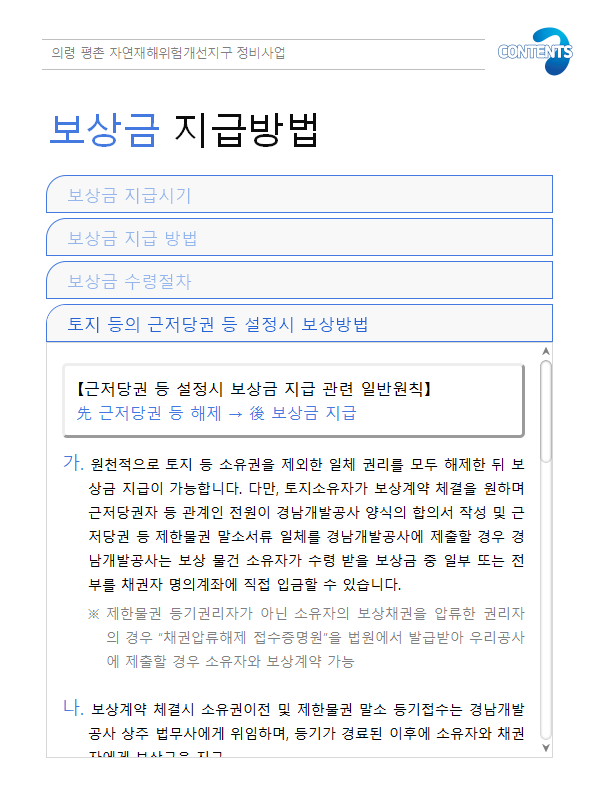 의령 평촌 자연재해위험개선지구 정비사업
CONTENTS
보상금 지급방법
보상금 지급시기
보상금 지급 방법
보상금 수령절차
토지 등의 근저당권 등 설정시 보상방법
【근저당권 등 설정시 보상금 지급 관련 일반원칙】
先 근저당권 등 해제 → 後 보상금 지급
가. 원천적으로 토지 등 소유권을 제외한 일체 권리를 모두 해제한 뒤 보
상금 지급이 가능합니다. 다만, 토지소유자가 보상계약 체결을 원하며
근저당권자 등 관계인 전원이 경남개발공사 양식의 합의서 작성 및 근
저당권 등 제한물권 말소서류 일체를 경남개발공사에 제출할 경우 경
남개발공사는 보상 물건 소유자가 수령 받을 보상금 중 일부 또는 전
부를 채권자 명의계좌에 직접 입금할 수 있습니다.
※ 제한물권 등기권리자가 아닌 소유자의 보상채권을 압류한 권리자
의 경우 “채권압류해제 접수증명원”을 법원에서 발급받아 우리공사
에 제출할 경우 소유자와 보상계약 가능
나. 보상계약 체결시 소유권이전 및 제한물권 말소 등기접수는 경남개발
공사 상주 법무사에게 위임하며, 등기가 경료된 이후에 소유자와 채권
자에게 보상금을 지급